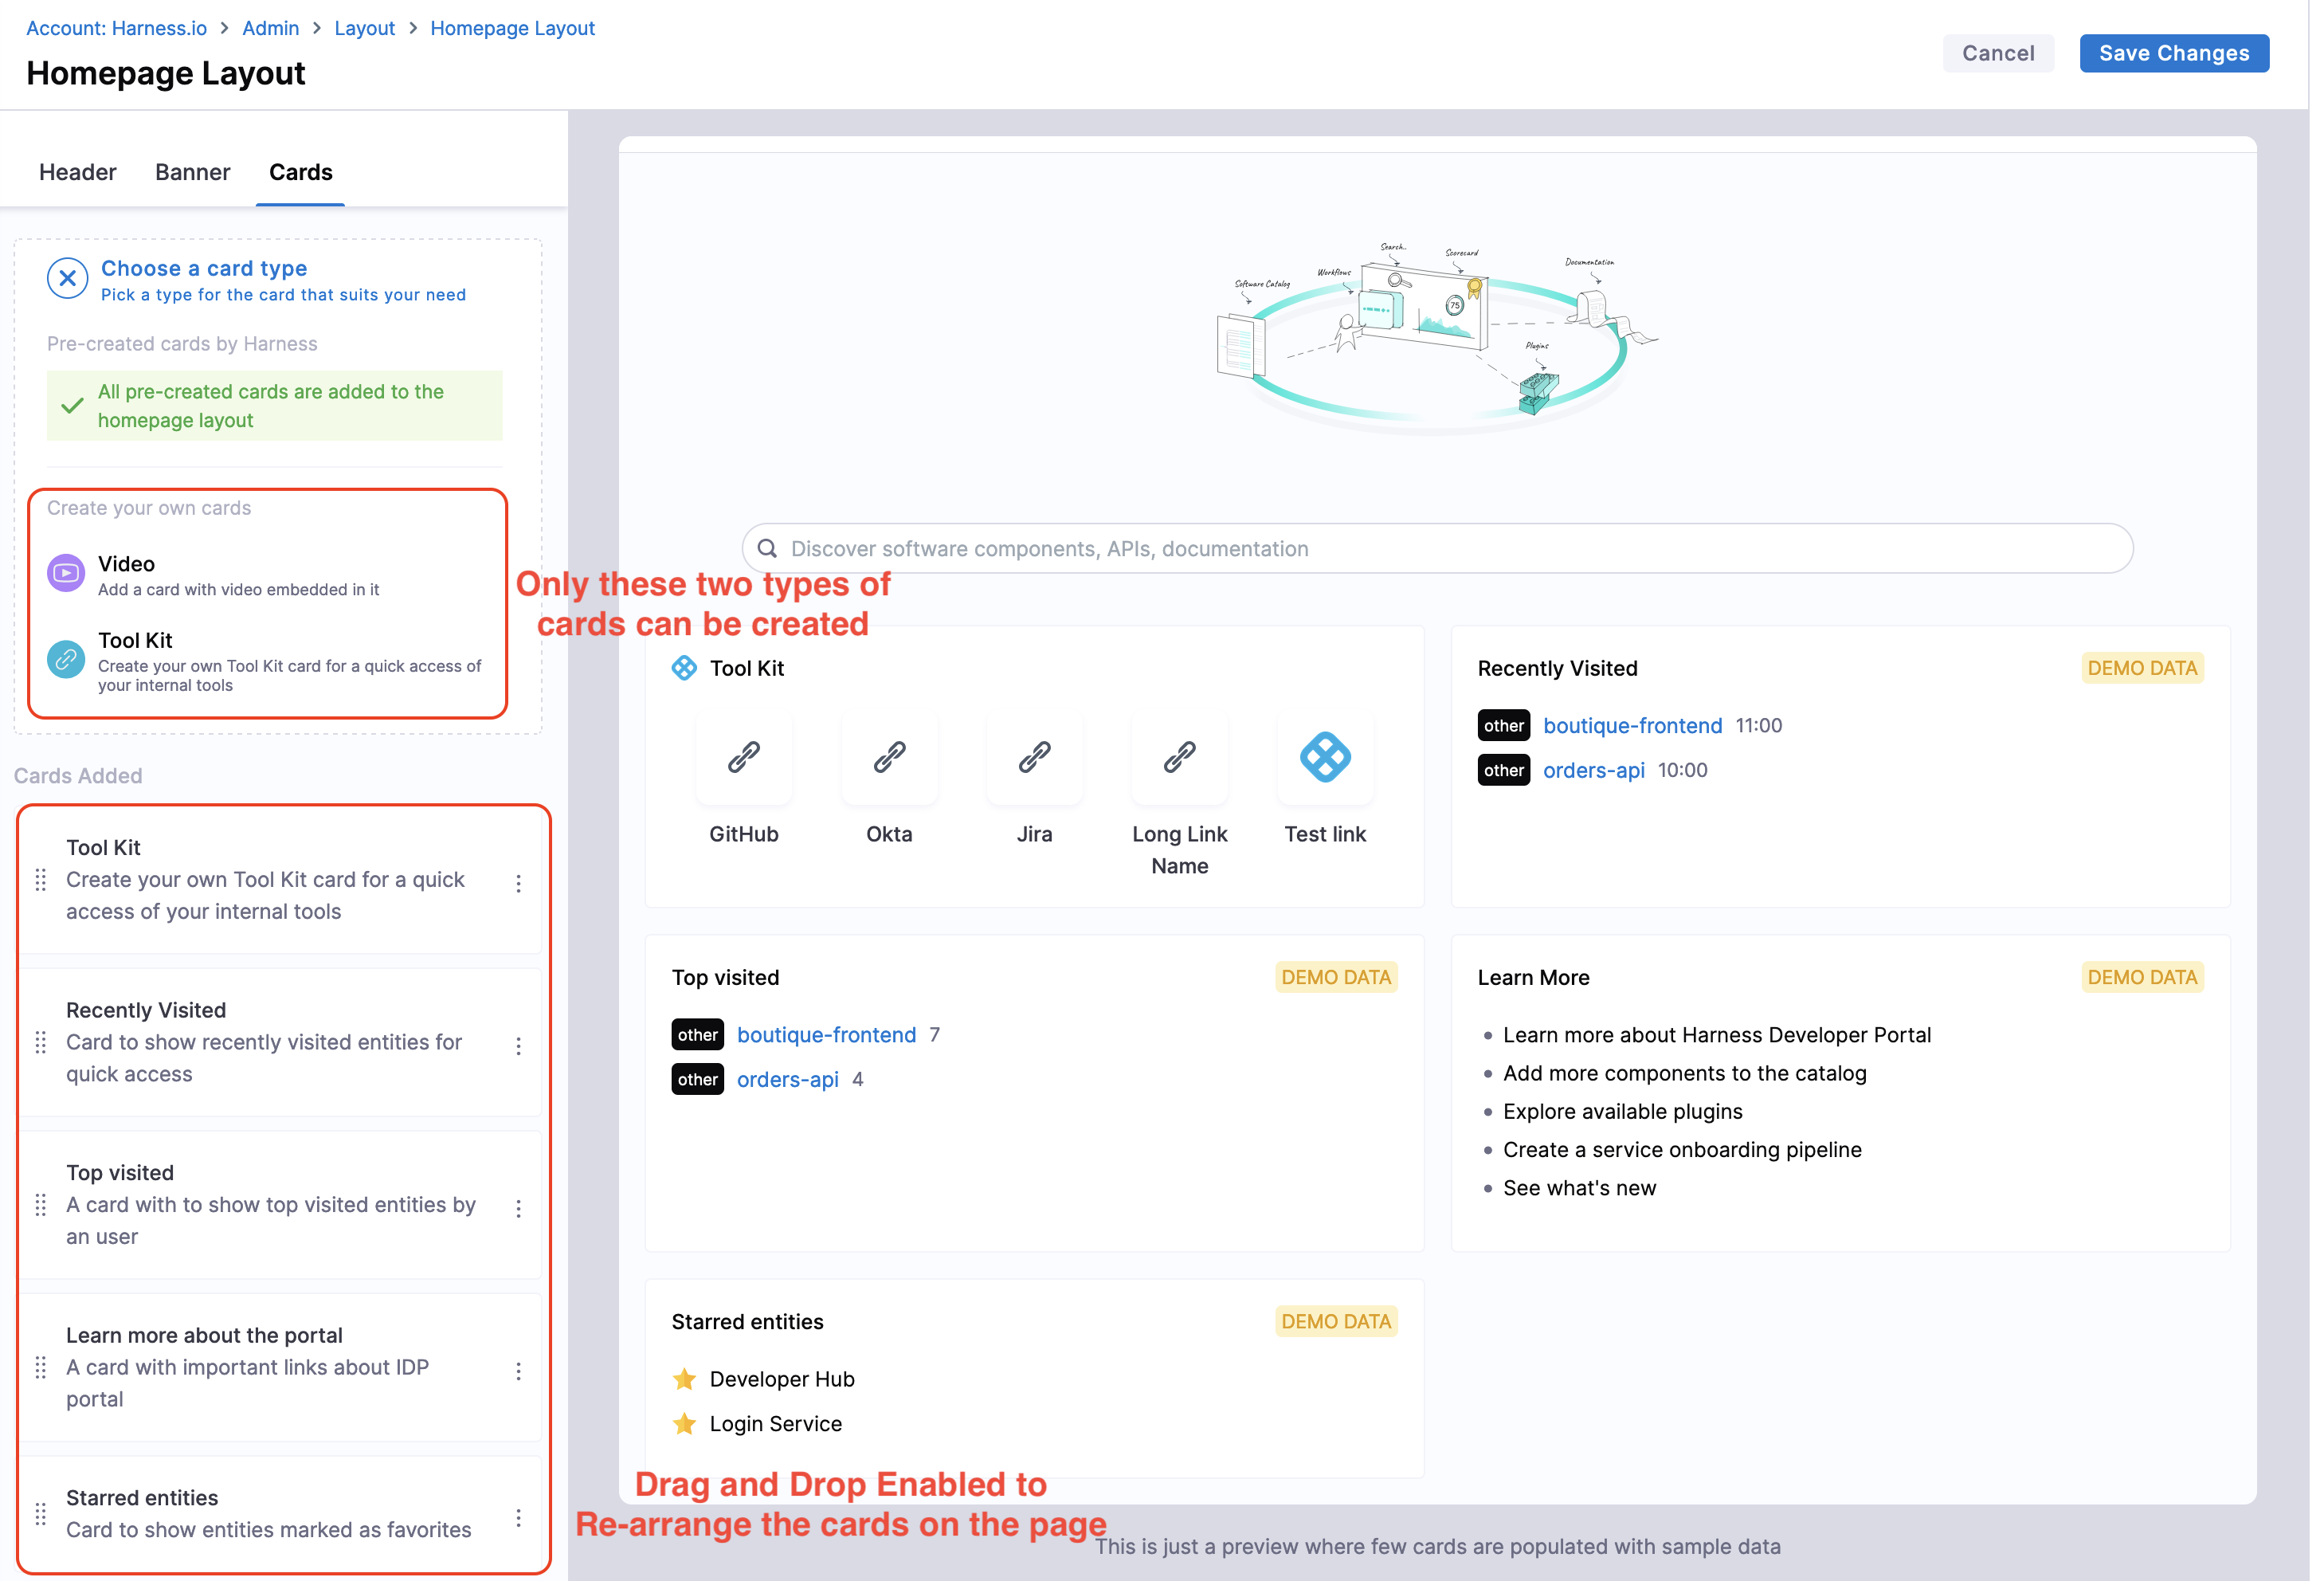 Account: Harness.io > Admin > Layout > Homepage Layout
Homepage Layout
Cancel
Save Changes
Header
Banner
Cards
Choose a card type
Pick a type for the card that suits your need
Pre-created cards by Harness
All pre-created cards are added to the
homepage layout
Create your own cards
Video
Add a card with video embedded in it
Tool Kit
Create your own Tool Kit card for a quick access of
your internal tools
Only these two types of
cards can be created
Cards Added
Tool Kit
Create your own Tool Kit card for a quick
access of your internal tools
Recently Visited
Card to show recently visited entities for
quick access
Top visited
A card with to show top visited entities by
an user
Learn more about the portal
A card with important links about IDP
portal
Starred entities
Card to show entities marked as favorites
Search..
Scorecard
Documentation
Workflows
Software Catalog
75
Plugins
Discover software components, APIs, documentation
Tool Kit
GitHub
Okta
Jira
Long Link
Name
Test link
Recently Visited
DEMO DATA
other boutique-frontend 11:00
other orders-api 10:00
Top visited
DEMO DATA
other boutique-frontend 7
other orders-api 4
Learn More
DEMO DATA
Learn more about Harness Developer Portal
Add more components to the catalog
Explore available plugins
Create a service onboarding pipeline
See what's new
Starred entities
DEMO DATA
Developer Hub
Login Service
Drag and Drop Enabled to
Re-arrange the cards on the page
This is just a preview where few cards are populated with sample data